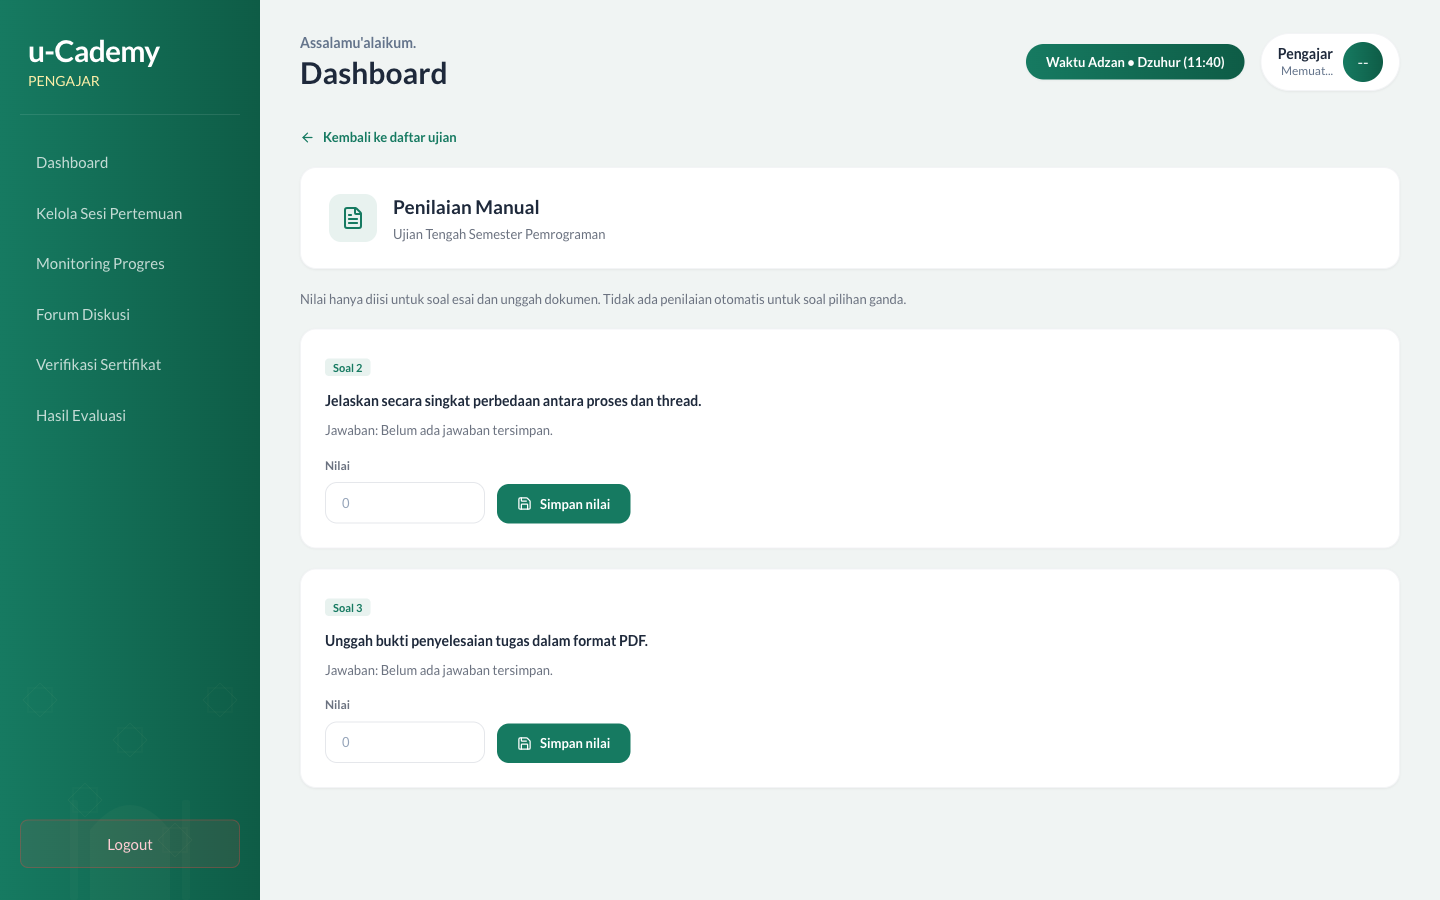 u-Cademy
PENGAJAR
Dashboard
Kelola Sesi Pertemuan
Monitoring Progres
Forum Diskusi
Verifikasi Sertifikat
Hasil Evaluasi
Logout
Assalamu'alaikum.
Dashboard
Waktu Adzan • Dzuhur (11:40)
Pengajar
Memuat...
--
Kembali ke daftar ujian
Penilaian Manual
Ujian Tengah Semester Pemrograman
Nilai hanya diisi untuk soal esai dan unggah dokumen. Tidak ada penilaian otomatis untuk soal pilihan ganda.
Soal 2
Jelaskan secara singkat perbedaan antara proses dan thread.
Jawaban: Belum ada jawaban tersimpan.
Nilai
0
Simpan nilai
Soal 3
Unggah bukti penyelesaian tugas dalam format PDF.
Jawaban: Belum ada jawaban tersimpan.
Nilai
0
Simpan nilai